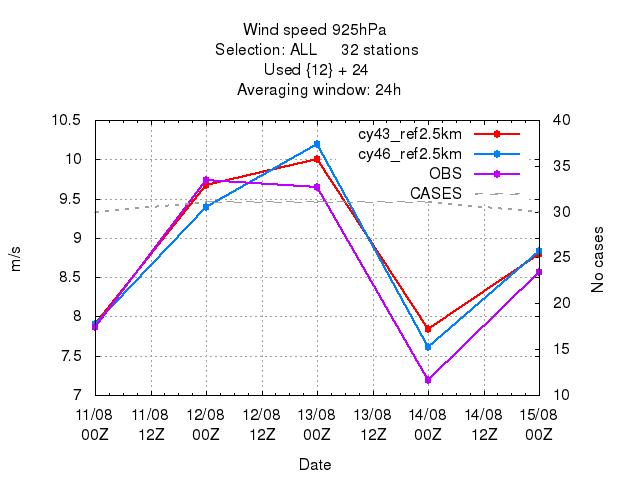 Wind speed 925hPa
Selection: ALL     32 stations
Used {12} + 24
Averaging window: 24h
cy43_ref2.5km
cy46_ref2.5km
OBS
CASES
10.5
10
9.5
9
8.5
8
7.5
7
m/s
40
35
30
25
20
15
10
No cases
11/08 11/08 12/08 12/08 13/08 13/08 14/08 14/08 15/08
00Z 12Z 00Z 12Z 00Z 12Z 00Z 12Z 00Z
Date